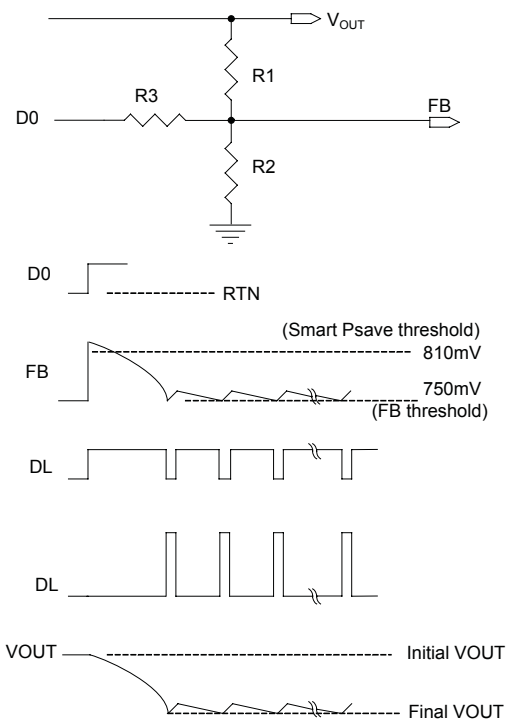 V_OUT
R1
R3
D0
FB
R2
D0
RTN
(Smart Psave threshold)
810mV
FB
750mV
(FB threshold)
DL
DL
VOUT
Initial VOUT
Final VOUT